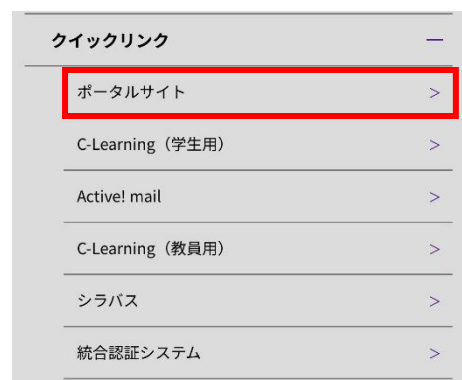 クイックリンク
ポータルサイト
C-Learning（学生用）
Active! mail
C-Learning（教員用）
シラバス
統合認証システム